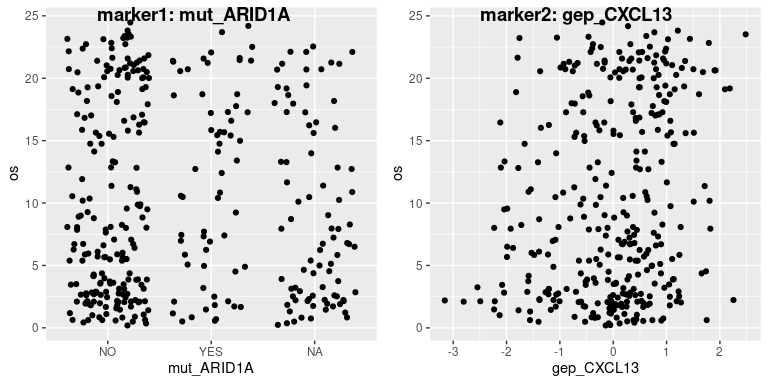 marker1: mut_ARID1A
25
20
15
10
5
0
os
NO YES NA
mut_ARID1A
marker2: gep_CXCL13
25
20
15
10
5
0
os
-3 -2 -1 0 1 2
gep_CXCL13